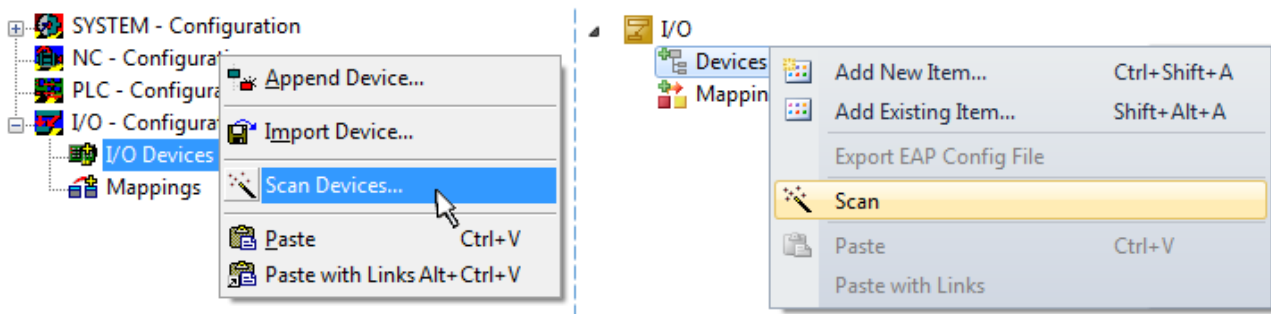 SYSTEM - Configuration
NC - Configurat
PLC - Configura
I/O - Configurat
I/O Devices
Mappings
Append Device...
Import Device...
Scan Devices...
Paste Ctrl+V
Paste with Links Alt+Ctrl+V
I/O
Devices
Mappin
Add New Item... Ctrl+Shift+A
Add Existing Item... Shift+Alt+A
Export EAP Config File
Scan
Paste Ctrl+V
Paste with Links